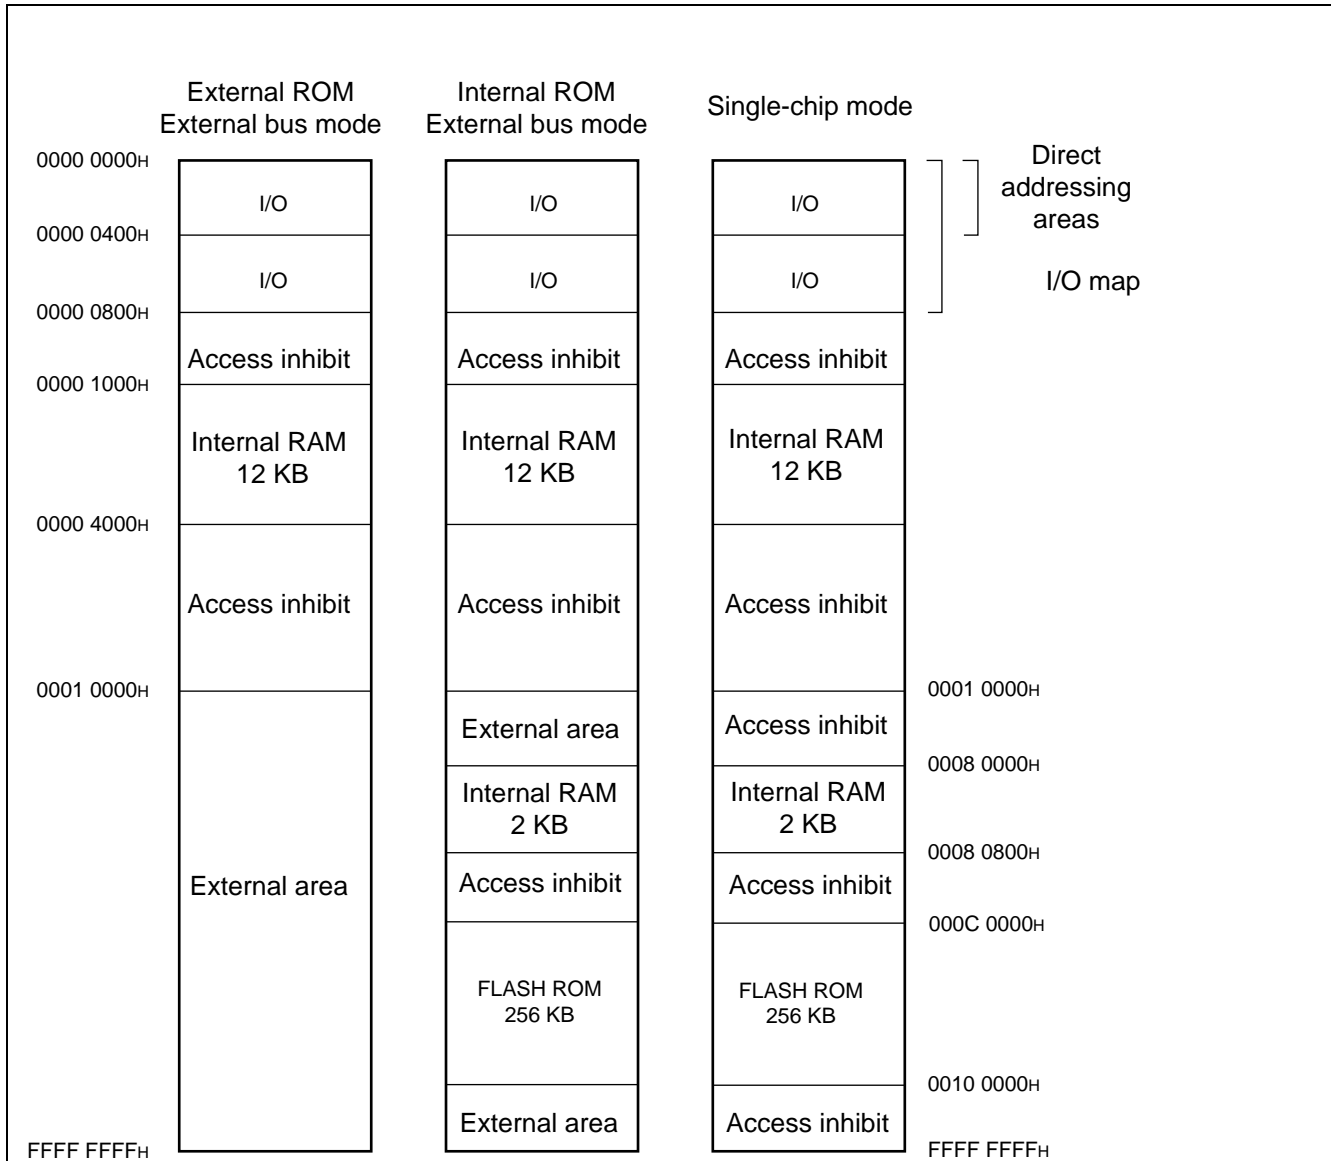 External ROM
External bus mode
Internal ROM
External bus mode
Single-chip mode
Direct
addressing
areas
I/O map
0000 0000H
0000 0400H
0000 0800H
0000 1000H
0000 4000H
0001 0000H
FFFF FFFFH
I/O
I/O
Access inhibit
Internal RAM
12 KB
Access inhibit
External area
I/O
I/O
Access inhibit
Internal RAM
12 KB
Access inhibit
External area
Internal RAM
2 KB
Access inhibit
FLASH ROM
256 KB
External area
I/O
I/O
Access inhibit
Internal RAM
12 KB
Access inhibit
Access inhibit
Internal RAM
2 KB
Access inhibit
FLASH ROM
256 KB
Access inhibit
0001 0000H
0008 0000H
0008 0800H
000C 0000H
0010 0000H
FFFF FFFFH